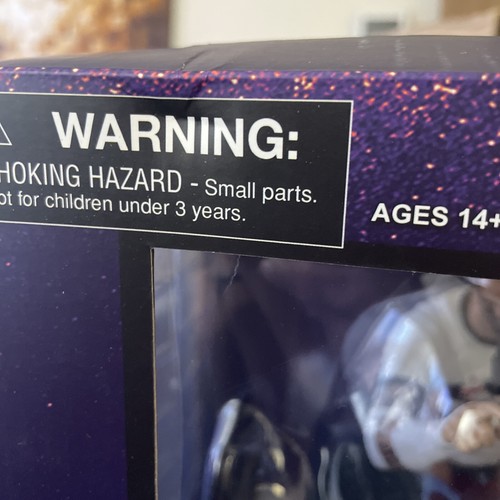 WARNING:
HOKING HAZARD - Small parts.
ot for children under 3 years.
AGES 14+